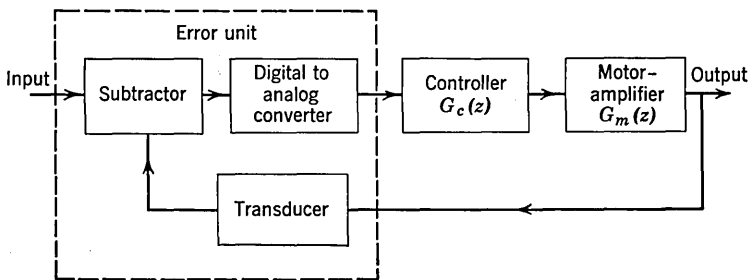 Error unit
Input
Subtractor
Digital to
analog
converter
Controller
G_c(z)
Motor-
amplifier
G_m(z)
Output
Transducer